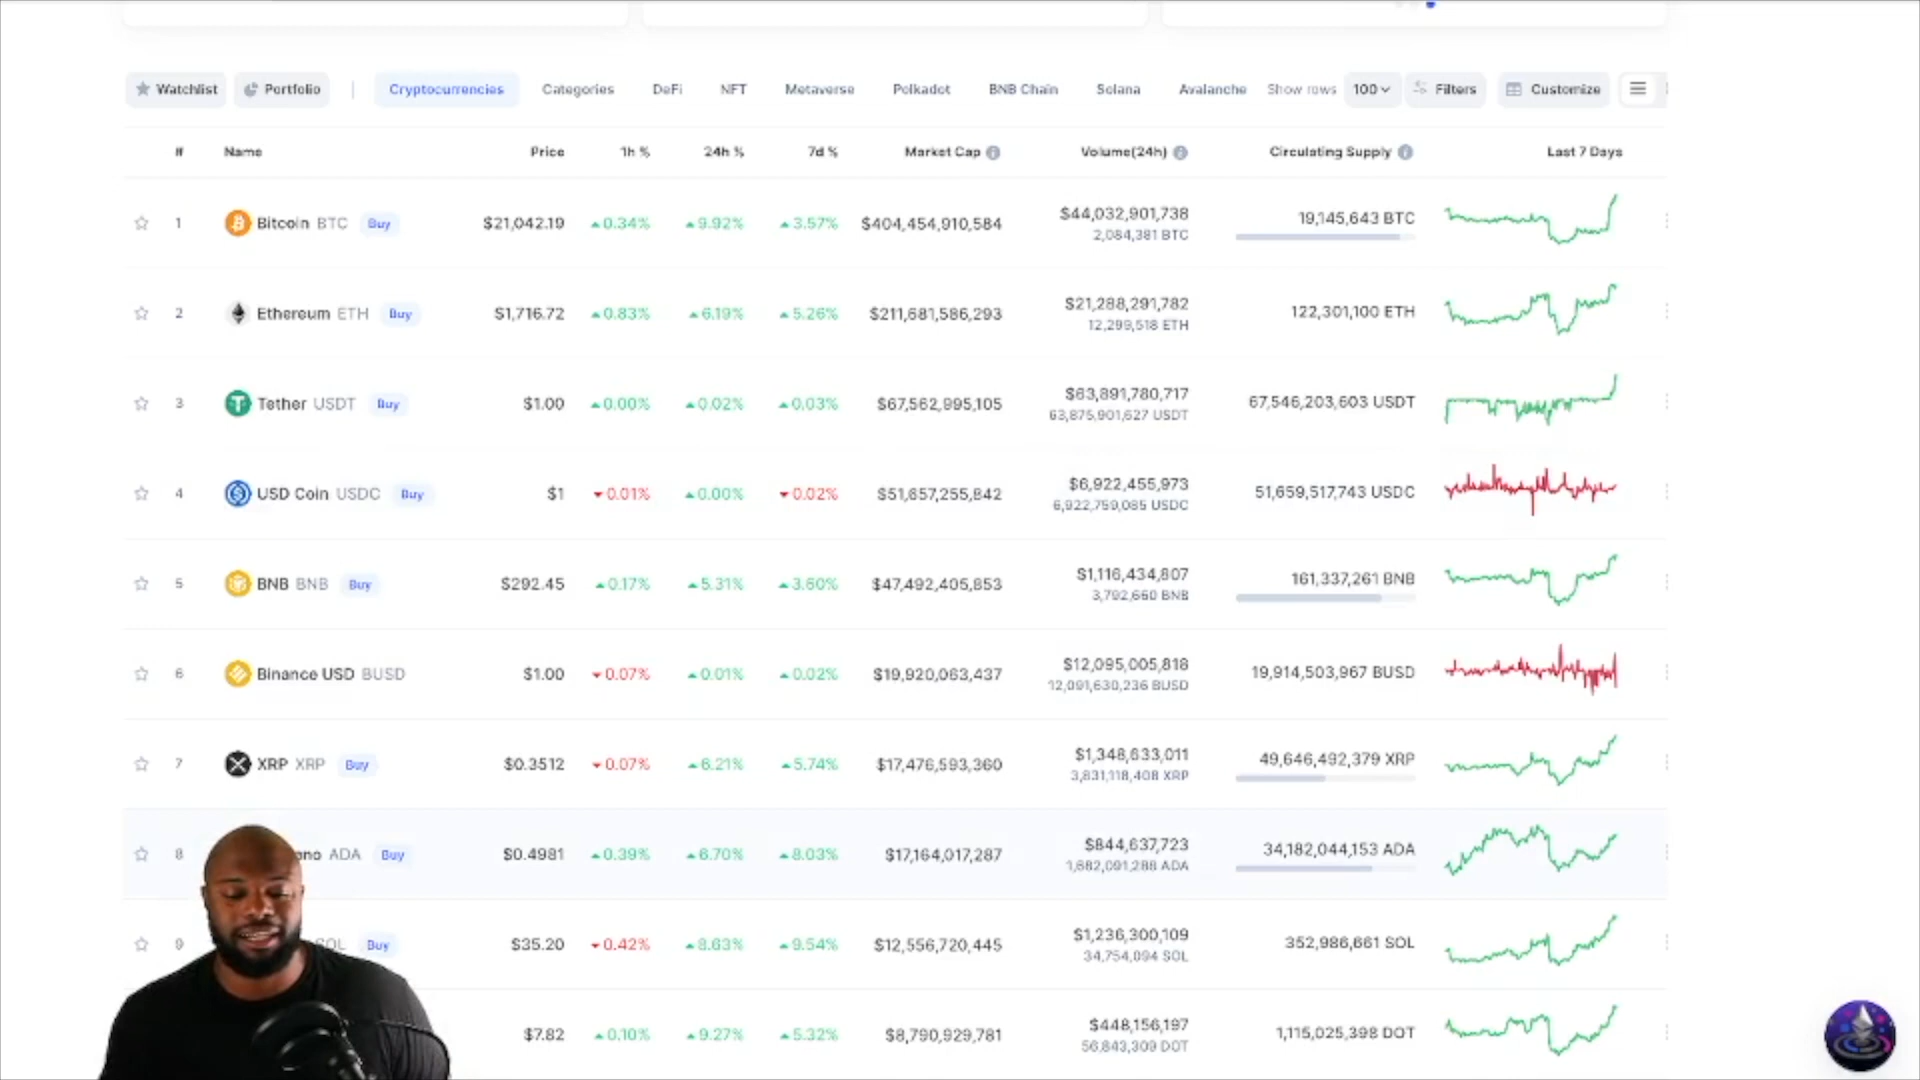 Watchlist Portfolio Cryptocurrencies Categories DeFi NFT Metaverse Polkadot BNB Chain Solana Avalanche Show rows 100 Filters Customize
# Name Price 1h % 24h % 7d % Market Cap Volume(24h) Circulating Supply Last 7 Days
1 Bitcoin BTC Buy $21,042.19 0.34% 9.92% 3.57% $404,454,910,584 $44,032,901,738 19,145,643 BTC
2,084,381 BTC
2 Ethereum ETH Buy $1,716.72 0.83% 6.19% 5.26% $211,681,586,293 $21,288,291,782 122,301,100 ETH
12,299,518 ETH
3 Tether USDT Buy $1.00 0.00% 0.02% 0.03% $67,562,995,105 $63,891,780,717 67,546,203,603 USDT
63,875,901,627 USDT
4 USD Coin USDC Buy $1 0.01% 0.00% 0.02% $51,657,255,842 $6,922,455,973 51,659,517,743 USDC
6,922,759,085 USDC
5 BNB BNB Buy $292.45 0.17% 5.31% 3.60% $47,492,405,853 $1,116,434,807 161,337,261 BNB
3,792,660 BNB
6 Binance USD BUSD $1.00 0.07% 0.01% 0.02% $19,920,063,437 $12,095,005,818 19,914,503,967 BUSD
12,091,630,236 BUSD
7 XRP XRP Buy $0.3512 0.07% 6.21% 5.74% $17,476,593,360 $1,348,633,011 49,646,492,379 XRP
3,831,118,408 XRP
8 ano ADA Buy $0.4981 0.39% 6.70% 8.03% $17,164,017,287 $844,637,723 34,182,044,153 ADA
1,682,091,288 ADA
9 SOL Buy $35.20 0.42% 8.63% 9.54% $12,556,720,445 $1,236,300,109 352,986,661 SOL
34,754,094 SOL
$7.82 0.10% 9.27% 5.32% $8,790,929,781 $448,156,197 1,115,025,398 DOT
56,843,309 DOT